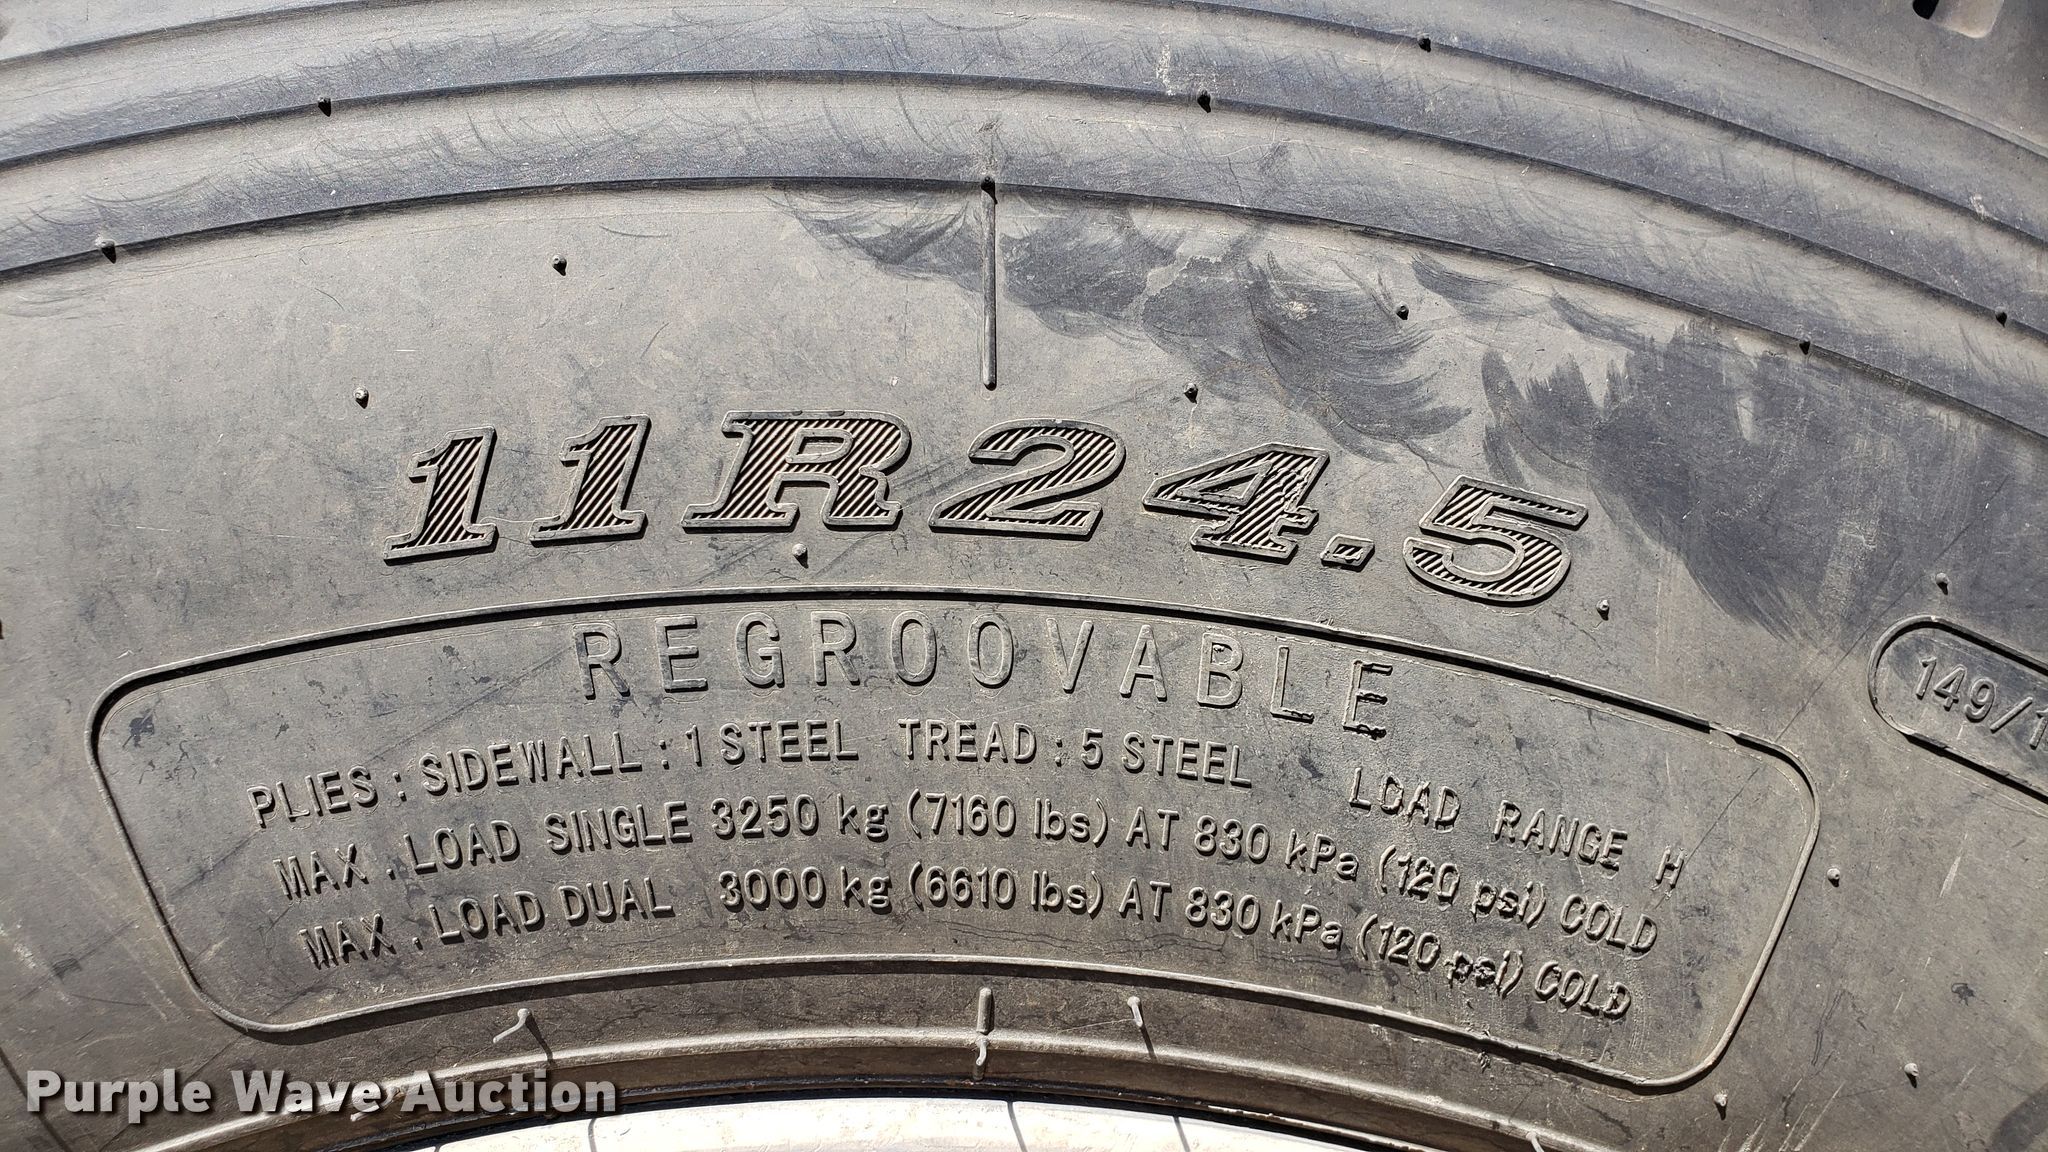 11R24.5
REGROOVABLE
PLIES : SIDEWALL : 1 STEEL TREAD : 5 STEEL LOAD RANGE H
MAX . LOAD SINGLE 3250 kg (7160 lbs) AT 830 kPa (120 psi) COLD
MAX . LOAD DUAL 3000 kg (6610 lbs) AT 830 kPa (120 psi) COLD
149/1
Purple Wave Auction